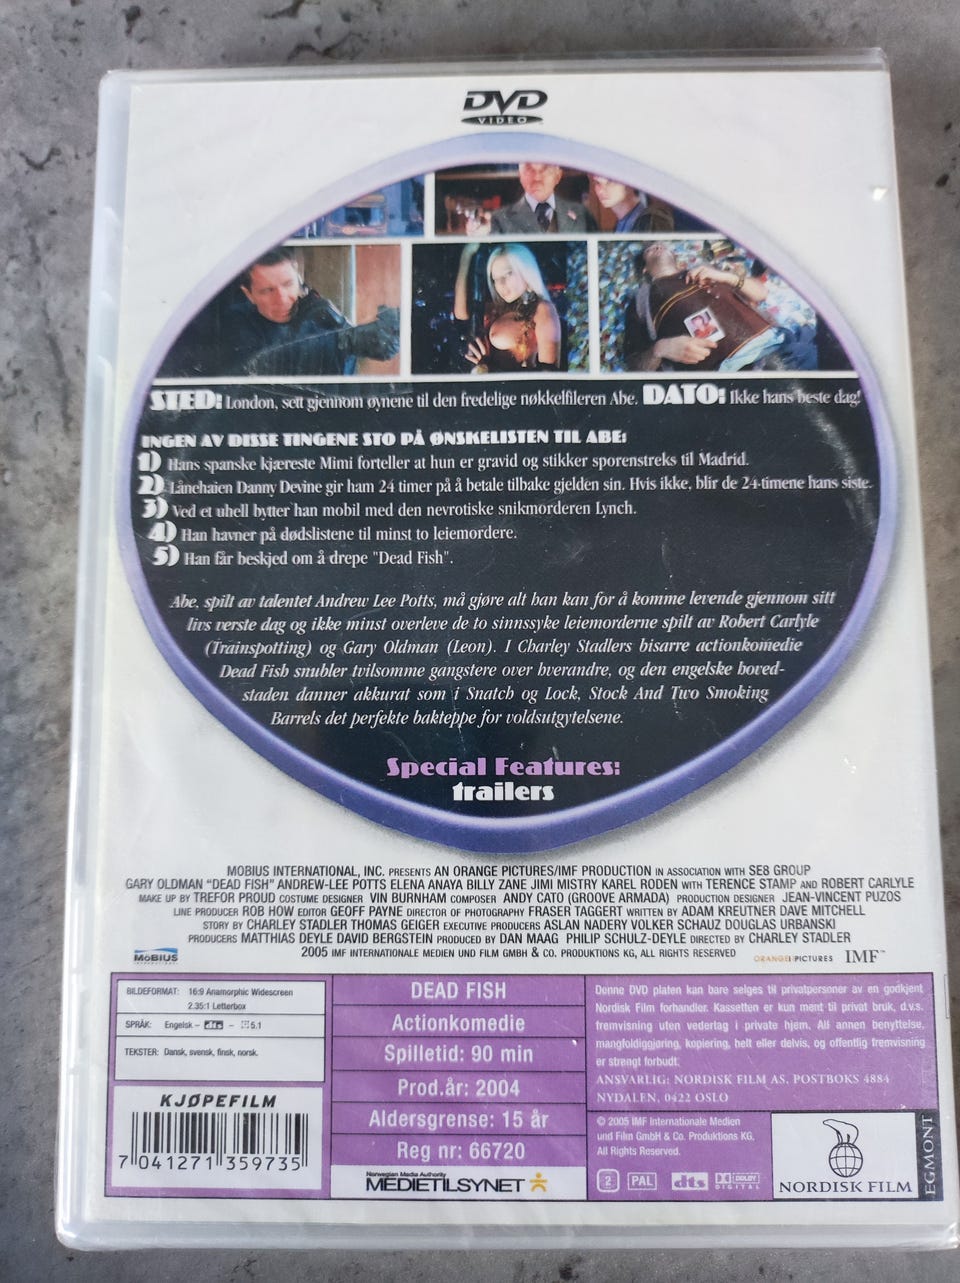 DVD
VIDEO
STED: London, sett gjennom øynene til den fredelige nøkkelfileren Abe. DATO: Ikke hans beste dag!
INGEN AV DISSE TINGENE STO PÅ ØNSKELISTEN TIL ABE:
1) Hans spanske kjæreste Mimi forteller at hun er gravid og stikker sporenstreks til Madrid.
2) Lånehaien Danny Devine gir ham 24 timer på å betale tilbake gjelden sin. Hvis ikke, blir de 24-timene hans siste.
3) Ved et uhell bytter han mobil med den nevrotiske snikmorderen Lynch.
4) Han havner på dødslistene til minst to leiemordere.
5) Han får beskjed om å drepe "Dead Fish".
Abe, spilt av talentet Andrew Lee Potts, må gjøre alt han kan for å komme levende gjennom sitt
livs verste dag og ikke minst overleve de to sinnssyke leiemorderne spilt av Robert Carlyle
(Trainspotting) og Gary Oldman (Leon). I Charley Stadlers bisarre actionkomedie
Dead Fish snubler tvilsomme gangstere over hverandre, og den engelske hoved-
staden danner akkurat som i Snatch og Lock, Stock And Two Smoking
Barrels det perfekte bakteppe for voldsutgytelsene.
Special Features:
trailers
MOBIUS INTERNATIONAL, INC. PRESENTS AN ORANGE PICTURES/IMF PRODUCTION IN ASSOCIATION WITH SE8 GROUP
GARY OLDMAN "DEAD FISH" ANDREW-LEE POTTS ELENA ANAYA BILLY ZANE JIMI MISTRY KAREL RODEN WITH TERENCE STAMP AND ROBERT CARLYLE
MAKE UP BY TREFOR PROUD COSTUME DESIGNER VIN BURNHAM COMPOSER ANDY CATO (GROOVE ARMADA) PRODUCTION DESIGNER JEAN-VINCENT PUZOS
LINE PRODUCER ROB HOW EDITOR GEOFF PAYNE DIRECTOR OF PHOTOGRAPHY FRASER TAGGERT WRITTEN BY ADAM KREUTNER DAVE MITCHELL
STORY BY CHARLEY STADLER THOMAS GEIGER EXECUTIVE PRODUCERS ASLAN NADERY VOLKER SCHAUZ DOUGLAS URBANSKI
PRODUCERS MATTHIAS DEYLE DAVID BERGSTEIN PRODUCED BY DAN MAAG PHILIP SCHULZ-DEYLE DIRECTED BY CHARLEY STADLER
2005 IMF INTERNATIONALE MEDIEN UND FILM GMBH & CO. PRODUKTIONS KG, ALL RIGHTS RESERVED
MOBIUS
ORANGE PICTURES IMF™
BILDEFORMAT: 16:9 Anamorphic Widescreen
2.35:1 Letterbox
SPRÅK: Engelsk – dts – 5.1
TEKSTER: Dansk, svensk, finsk, norsk.
KJØPEFILM
7 041271 359735
DEAD FISH
Actionkomedie
Spilletid: 90 min
Prod.år: 2004
Aldersgrense: 15 år
Reg nr: 66720
Norwegian Media Authority
MEDIETILSYNET
Denne DVD platen kan bare selges til privatpersoner av en godkjent
Nordisk Film forhandler. Kassetten er kun ment til privat bruk, d.v.s.
fremvisning uten vedertag i private hjem. All annen benyttelse,
mangfoldiggjøring, kopiering, helt eller delvis, og offentlig fremvisning
er strengt forbudt.
ANSVARLIG: NORDISK FILM AS, POSTBOKS 4884
NYDALEN, 0422 OSLO
© 2005 IMF Internationale Medien
und Film GmbH & Co. Produktions KG,
All Rights Reserved.
2 PAL dts DOLBY
DIGITAL
NORDISK FILM
EGMONT